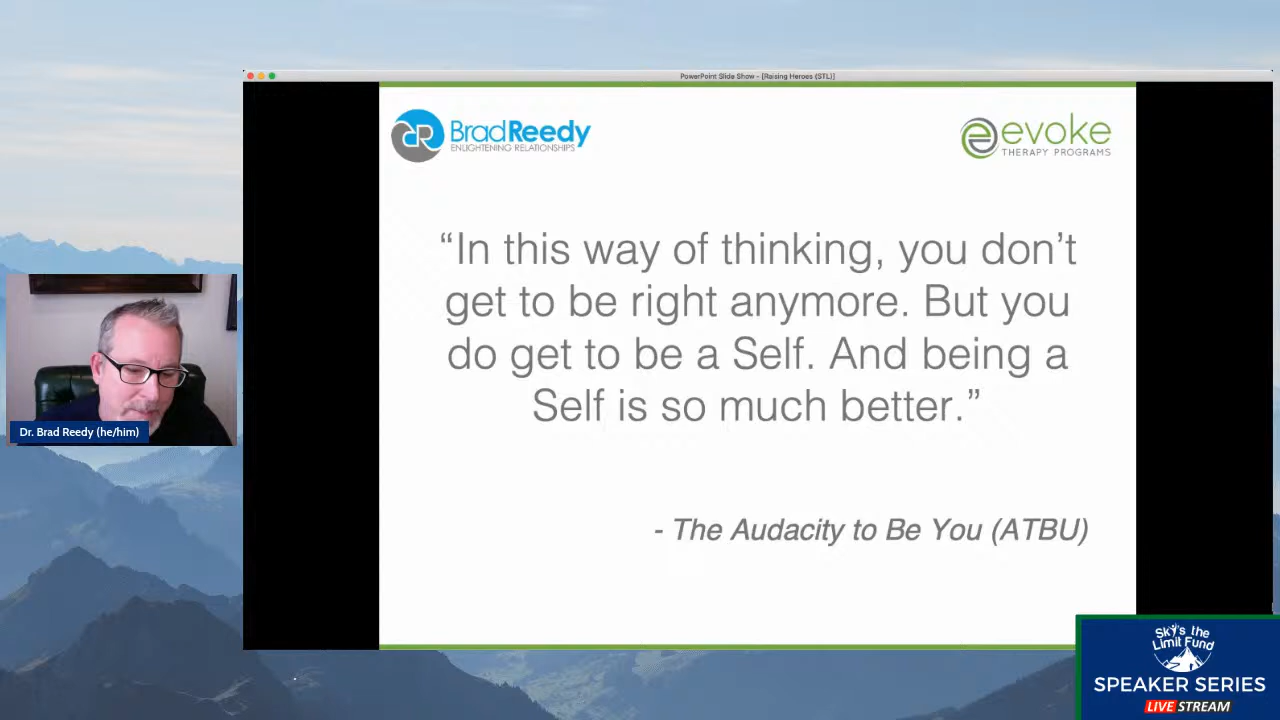 PowerPoint Slide Show - [Raising Heroes (STL)]
BradReedy
ENLIGHTENING RELATIONSHIPS
evoke
THERAPY PROGRAMS
“In this way of thinking, you don’t
get to be right anymore. But you
do get to be a Self. And being a
Self is so much better.”
- The Audacity to Be You (ATBU)
Dr. Brad Reedy (he/him)
Sky's the
Limit Fund
SPEAKER SERIES
LIVE STREAM